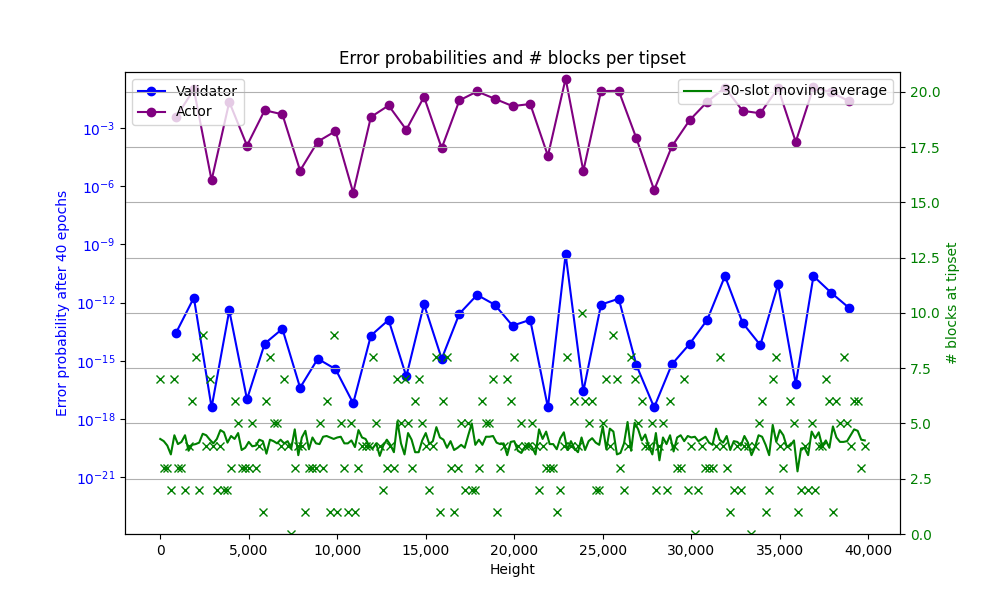 Error probabilities and # blocks per tipset
Validator
Actor
30-slot moving average
Error probability after 40 epochs
10⁻³
10⁻⁶
10⁻⁹
10⁻¹²
10⁻¹⁵
10⁻¹⁸
10⁻²¹
20.0
17.5
15.0
12.5
10.0
7.5
5.0
2.5
0.0
# blocks at tipset
0 5,000 10,000 15,000 20,000 25,000 30,000 35,000 40,000
Height